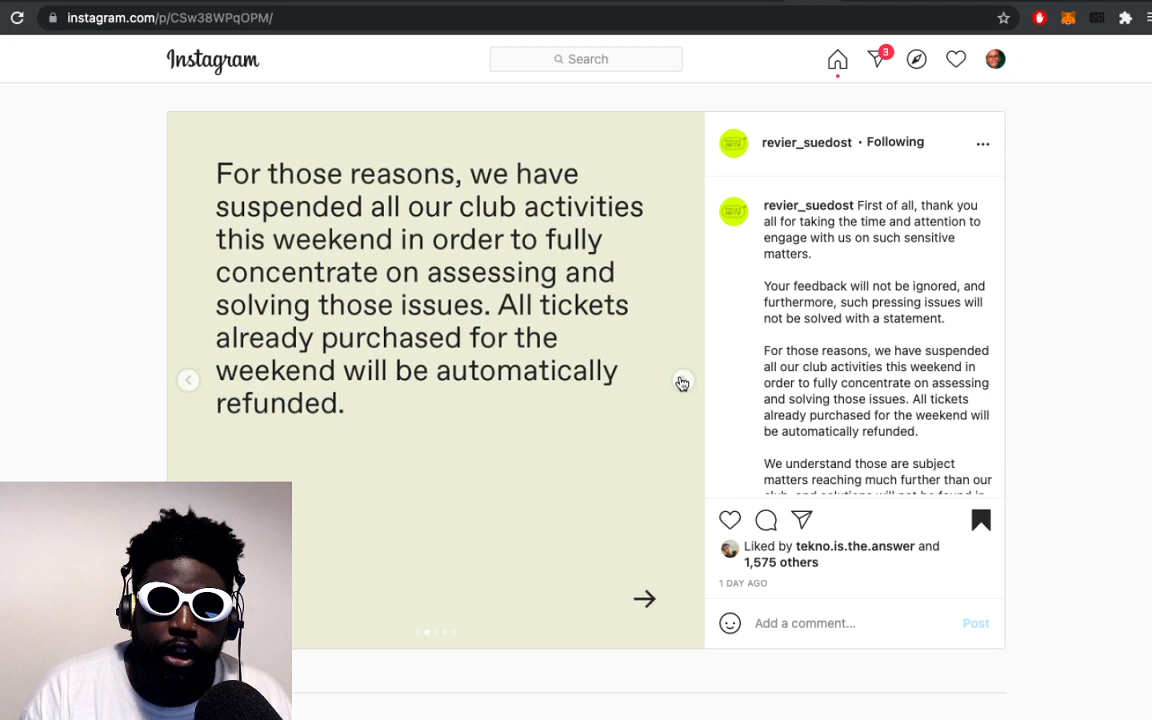 instagram.com/p/CSw38WPqOPM/
Instagram
Search
3
For those reasons, we have
suspended all our club activities
this weekend in order to fully
concentrate on assessing and
solving those issues. All tickets
already purchased for the
weekend will be automatically
refunded.
revier_suedost • Following
revier_suedost First of all, thank you
all for taking the time and attention to
engage with us on such sensitive
matters.
Your feedback will not be ignored, and
furthermore, such pressing issues will
not be solved with a statement.
For those reasons, we have suspended
all our club activities this weekend in
order to fully concentrate on assessing
and solving those issues. All tickets
already purchased for the weekend will
be automatically refunded.
We understand those are subject
matters reaching much further than our
Liked by tekno.is.the.answer and
1,575 others
1 DAY AGO
Add a comment...
Post